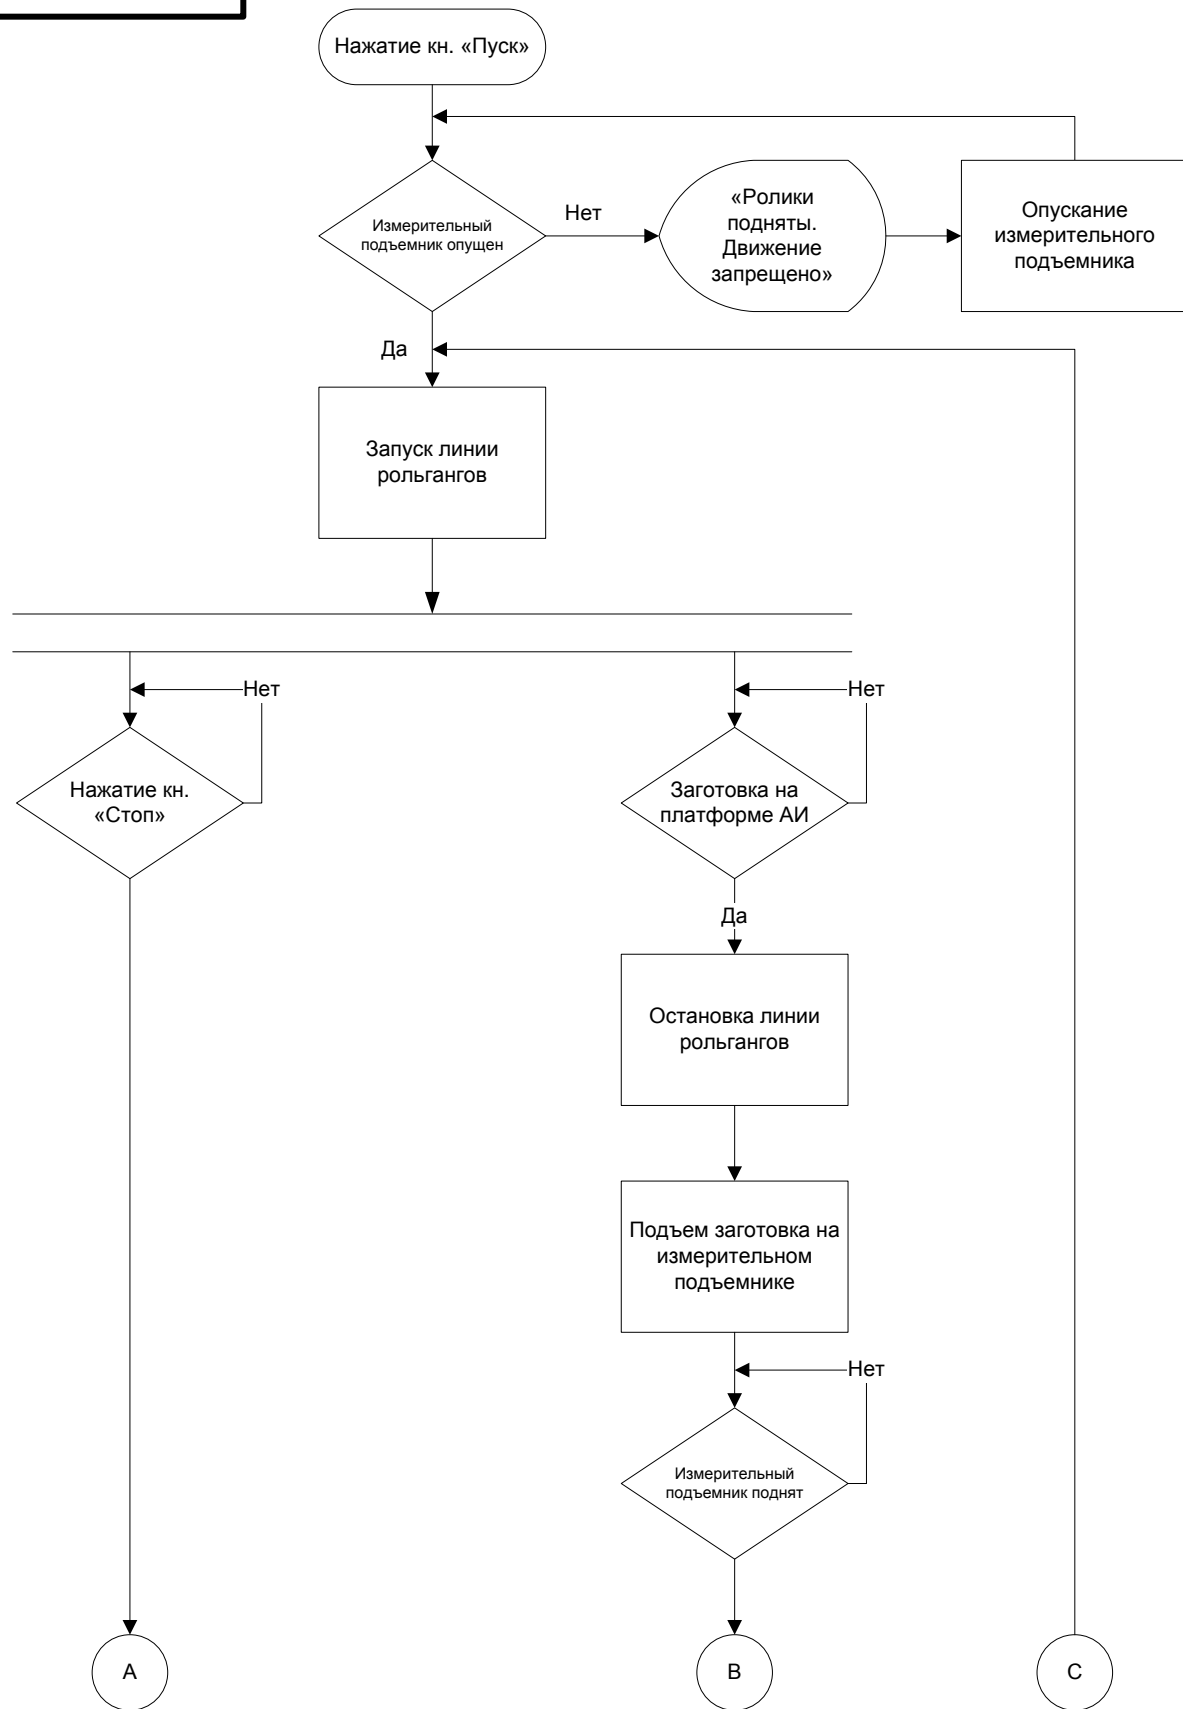 Нажатие кн. «Пуск»
Измерительный
подъемник опущен
Нет
«Ролики
подняты.
Движение
запрещено»
Опускание
измерительного
подъемника
Да
Запуск линии
рольгангов
Нет
Нажатие кн.
«Стоп»
Нет
Заготовка на
платформе АИ
Да
Остановка линии
рольгангов
Подъем заготовка на
измерительном
подъемнике
Нет
Измерительный
подъемник поднят
А
В
С